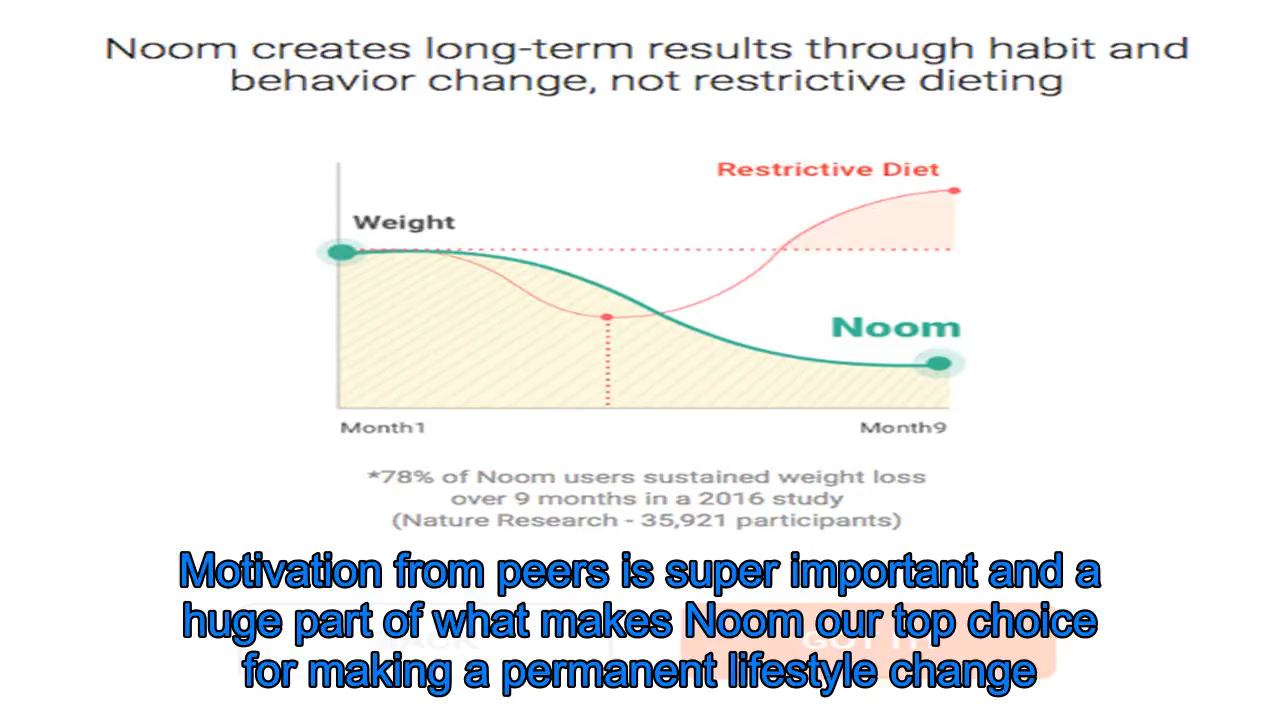 Noom creates long-term results through habit and
behavior change, not restrictive dieting
Restrictive Diet
Weight
Noom
Month1
Month9
*78% of Noom users sustained weight loss
over 9 months in a 2016 study
(Nature Research - 35,921 participants)
Motivation from peers is super important and a
huge part of what makes Noom our top choice
for making a permanent lifestyle change